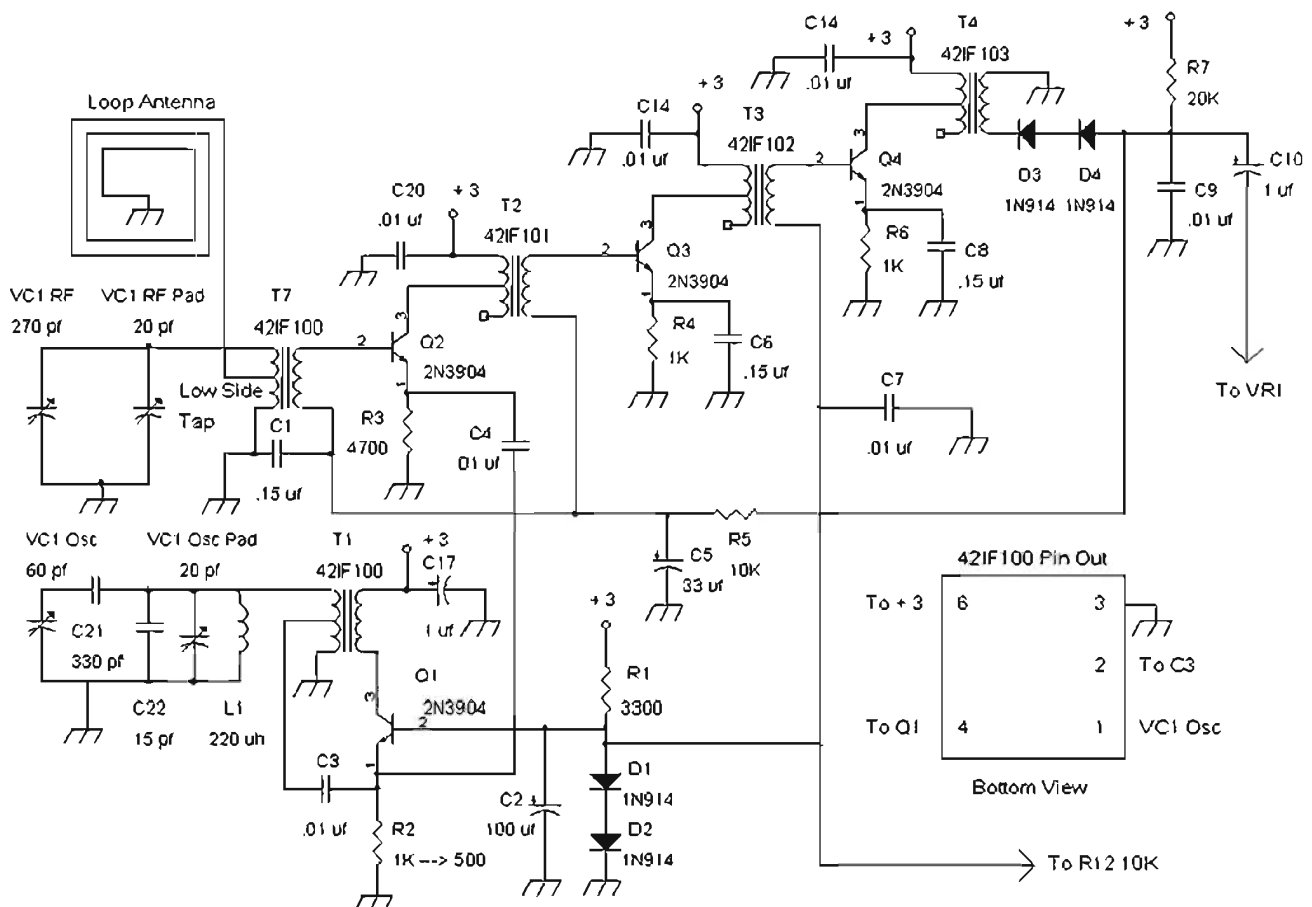 C14
+ 3
T4
42IF103
.01 uf
+ 3
R7
20K
Loop Antenna
+ 3
C14
T3
42IF102
.01 uf
2
3
Q4
2N3904
D3
1N914
D4
1N914
C10
1 uf
C9
.01 uf
C20
.01 uf
+ 3
T2
42IF101
2
3
Q3
2N3904
1
R6
1K
C8
.15 uf
VC1 RF
270 pf
VC1 RF Pad
20 pf
T7
42IF100
2
3
Q2
2N3904
1
R4
1K
C6
.15 uf
To VR1
Low Side
Tap
C1
.15 uf
1
R3
4700
C4
.01 uf
C7
.01 uf
VC1 Osc
60 pf
VC1 Osc Pad
20 pf
T1
42IF100
+ 3
C17
1 uf
C5
33 uf
R5
10K
42IF100 Pin Out
To + 3
6
3
2
To C3
To Q1
4
1
VC1 Osc
Bottom View
C21
330 pf
C22
15 pf
L1
220 uh
Q1
2N3904
3
2
1
+ 3
R1
3300
C3
.01 uf
R2
1K --> 500
C2
100 uf
D1
1N914
D2
1N914
To R12 10K